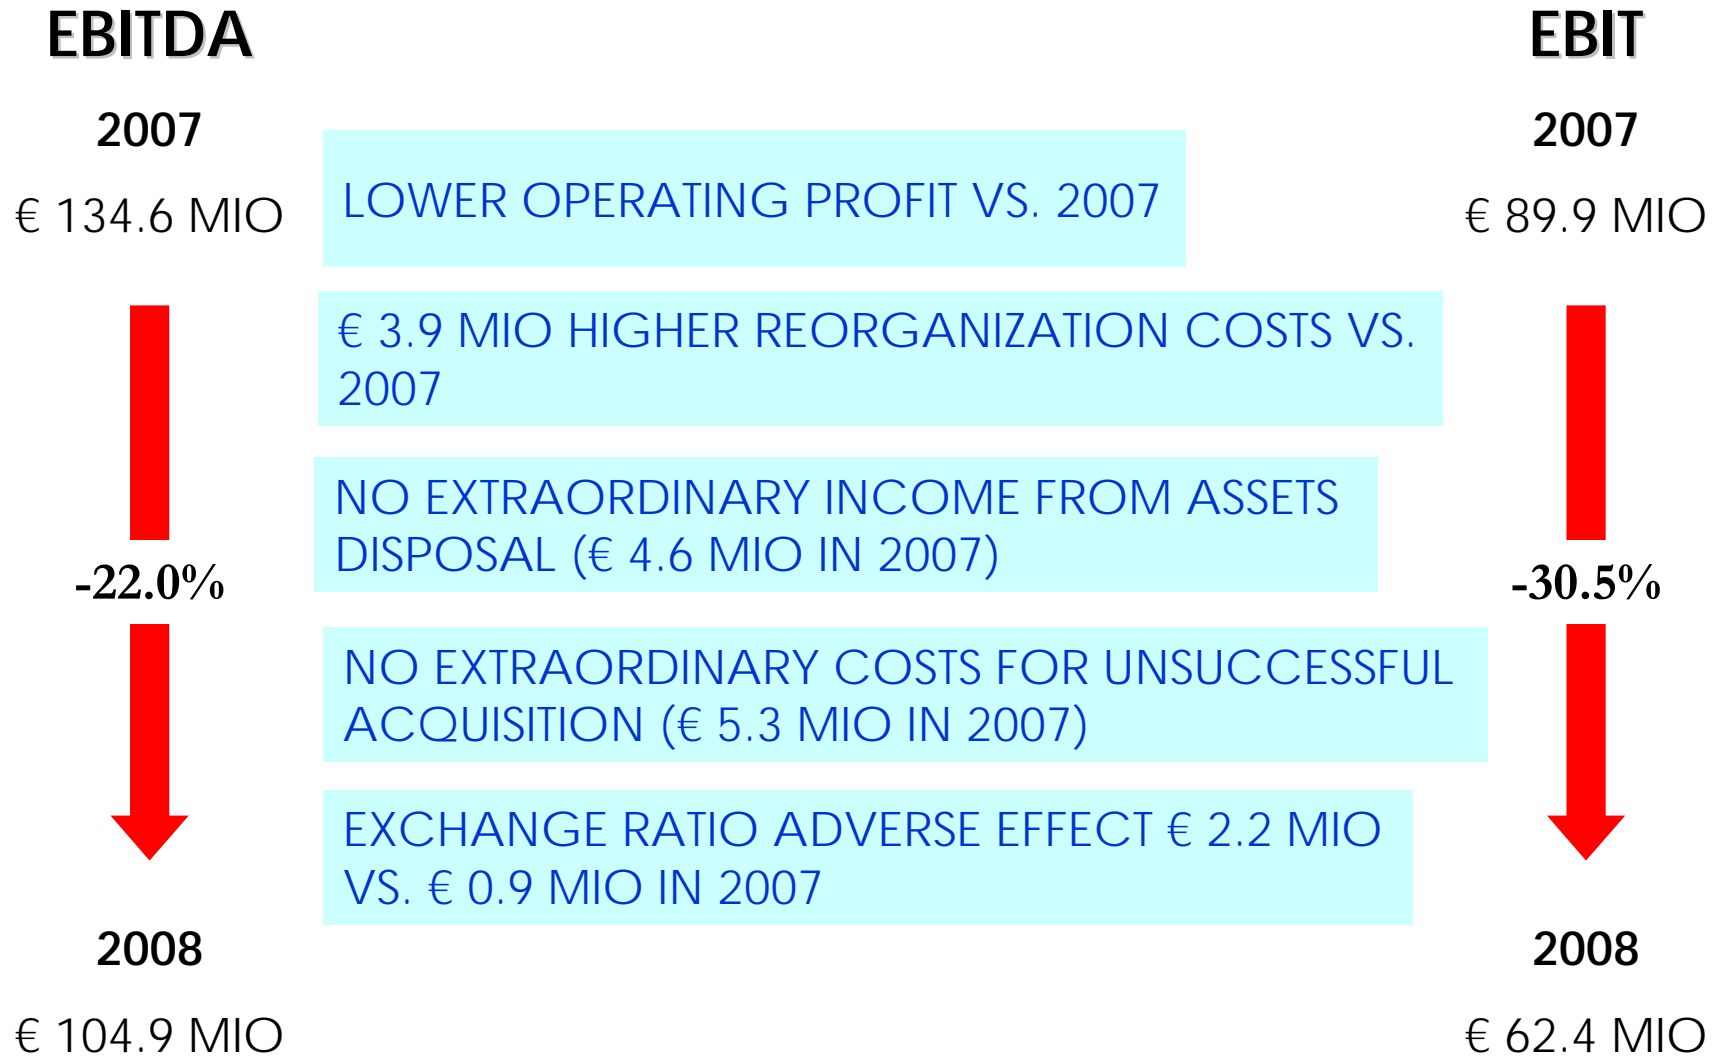 EBITDA
2007
€ 134.6 MIO
-22.0%
2008
€ 104.9 MIO
LOWER OPERATING PROFIT VS. 2007
€ 3.9 MIO HIGHER REORGANIZATION COSTS VS.
2007
NO EXTRAORDINARY INCOME FROM ASSETS
DISPOSAL (€ 4.6 MIO IN 2007)
NO EXTRAORDINARY COSTS FOR UNSUCCESSFUL
ACQUISITION (€ 5.3 MIO IN 2007)
EXCHANGE RATIO ADVERSE EFFECT € 2.2 MIO
VS. € 0.9 MIO IN 2007
EBIT
2007
€ 89.9 MIO
-30.5%
2008
€ 62.4 MIO